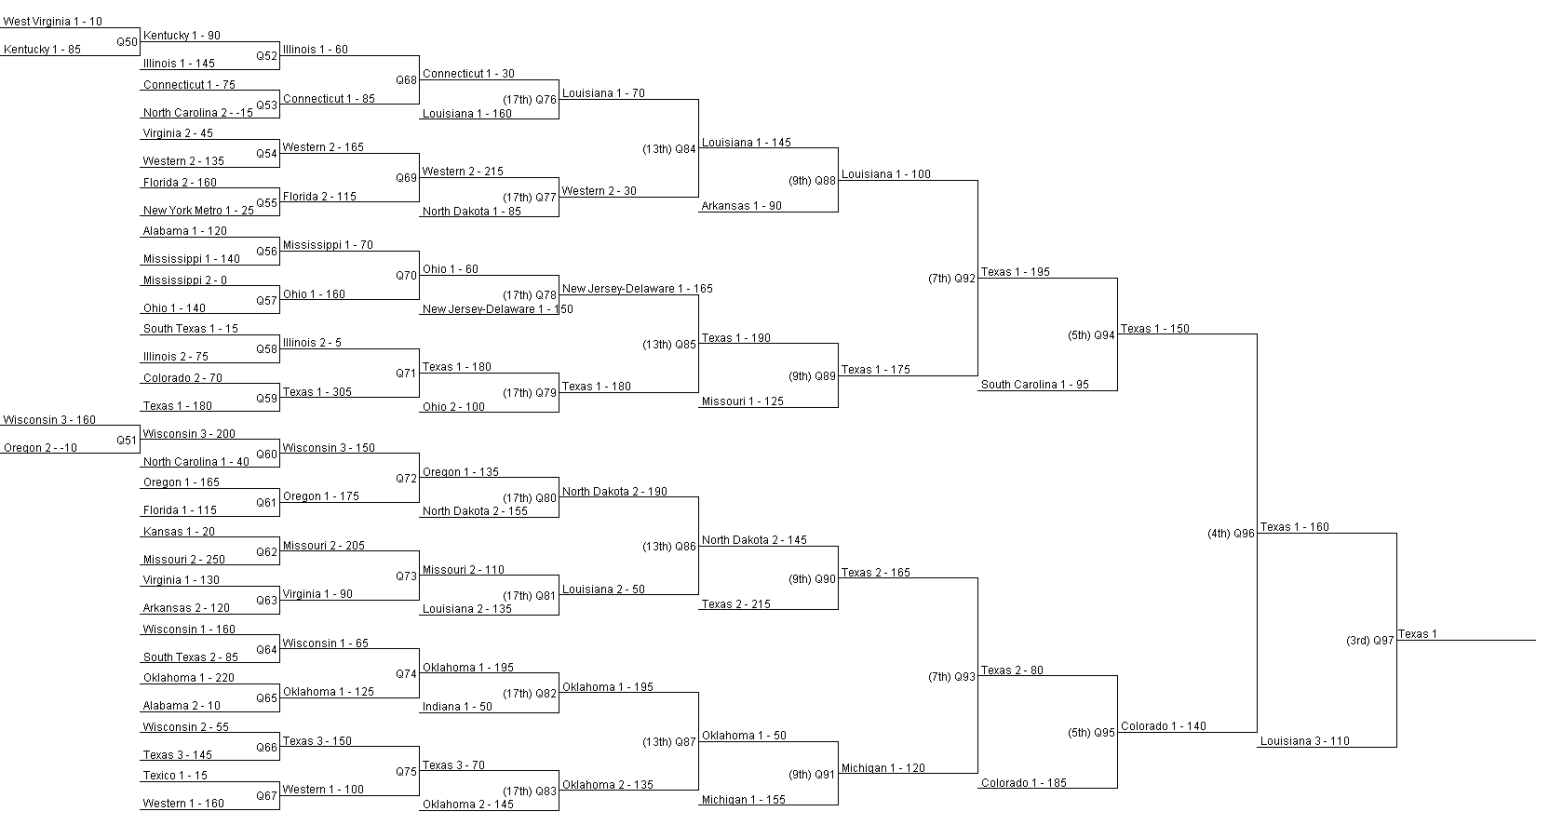 West Virginia 1 - 10
Kentucky 1 - 85
Q50
Kentucky 1 - 90
Illinois 1 - 145
Q52
Connecticut 1 - 75
North Carolina 2 - -15
Q53
Virginia 2 - 45
Western 2 - 135
Q54
Florida 2 - 160
New York Metro 1 - 25
Q55
Alabama 1 - 120
Mississippi 1 - 140
Q56
Mississippi 2 - 0
Ohio 1 - 140
Q57
South Texas 1 - 15
Illinois 2 - 75
Q58
Colorado 2 - 70
Texas 1 - 180
Q59
Wisconsin 3 - 160
Oregon 2 - -10
Q51
Wisconsin 3 - 200
North Carolina 1 - 40
Q60
Oregon 1 - 165
Florida 1 - 115
Q61
Kansas 1 - 20
Missouri 2 - 250
Q62
Virginia 1 - 130
Arkansas 2 - 120
Q63
Wisconsin 1 - 160
South Texas 2 - 85
Q64
Oklahoma 1 - 220
Alabama 2 - 10
Q65
Wisconsin 2 - 55
Texas 3 - 145
Q66
Texico 1 - 15
Western 1 - 160
Q67
Illinois 1 - 60
Connecticut 1 - 85
Q68
Western 2 - 165
Florida 2 - 115
Q69
Mississippi 1 - 70
Ohio 1 - 160
Q70
Illinois 2 - 5
Texas 1 - 305
Q71
Wisconsin 3 - 150
Oregon 1 - 175
Q72
Missouri 2 - 205
Virginia 1 - 90
Q73
Wisconsin 1 - 65
Oklahoma 1 - 125
Q74
Texas 3 - 150
Western 1 - 100
Q75
Connecticut 1 - 30
Louisiana 1 - 160
(17th) Q76
Western 2 - 215
North Dakota 1 - 85
(17th) Q77
Ohio 1 - 60
New Jersey-Delaware 1 - 150
(17th) Q78
Texas 1 - 180
Ohio 2 - 100
(17th) Q79
Oregon 1 - 135
North Dakota 2 - 155
(17th) Q80
Missouri 2 - 110
Louisiana 2 - 135
(17th) Q81
Oklahoma 1 - 195
Indiana 1 - 50
(17th) Q82
Texas 3 - 70
Oklahoma 2 - 145
(17th) Q83
Louisiana 1 - 70
Western 2 - 30
(13th) Q84
New Jersey-Delaware 1 - 165
Texas 1 - 180
(13th) Q85
North Dakota 2 - 190
Louisiana 2 - 50
(13th) Q86
Oklahoma 1 - 195
Oklahoma 2 - 135
(13th) Q87
Louisiana 1 - 145
Arkansas 1 - 90
(9th) Q88
Texas 1 - 190
Missouri 1 - 125
(9th) Q89
North Dakota 2 - 145
Texas 2 - 215
(9th) Q90
Oklahoma 1 - 50
Michigan 1 - 155
(9th) Q91
Louisiana 1 - 100
Texas 1 - 175
(7th) Q92
Texas 2 - 165
Michigan 1 - 120
(7th) Q93
Texas 1 - 195
South Carolina 1 - 95
(5th) Q94
Texas 2 - 80
Colorado 1 - 185
(5th) Q95
Texas 1 - 150
Colorado 1 - 140
(4th) Q96
Texas 1 - 160
Louisiana 3 - 110
(3rd) Q97
Texas 1